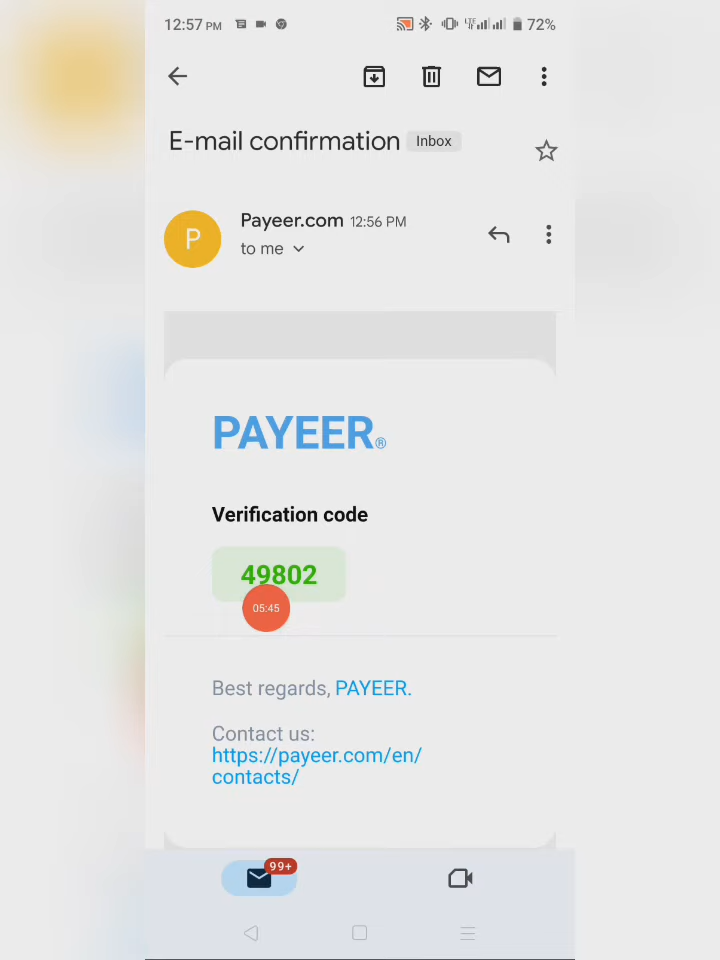 12:57 PM
LTE
72%
E-mail confirmation Inbox
P
Payeer.com 12:56 PM
to me
PAYEER®
Verification code
49802
05:45
Best regards, PAYEER.
Contact us:
https://payeer.com/en/
contacts/
99+